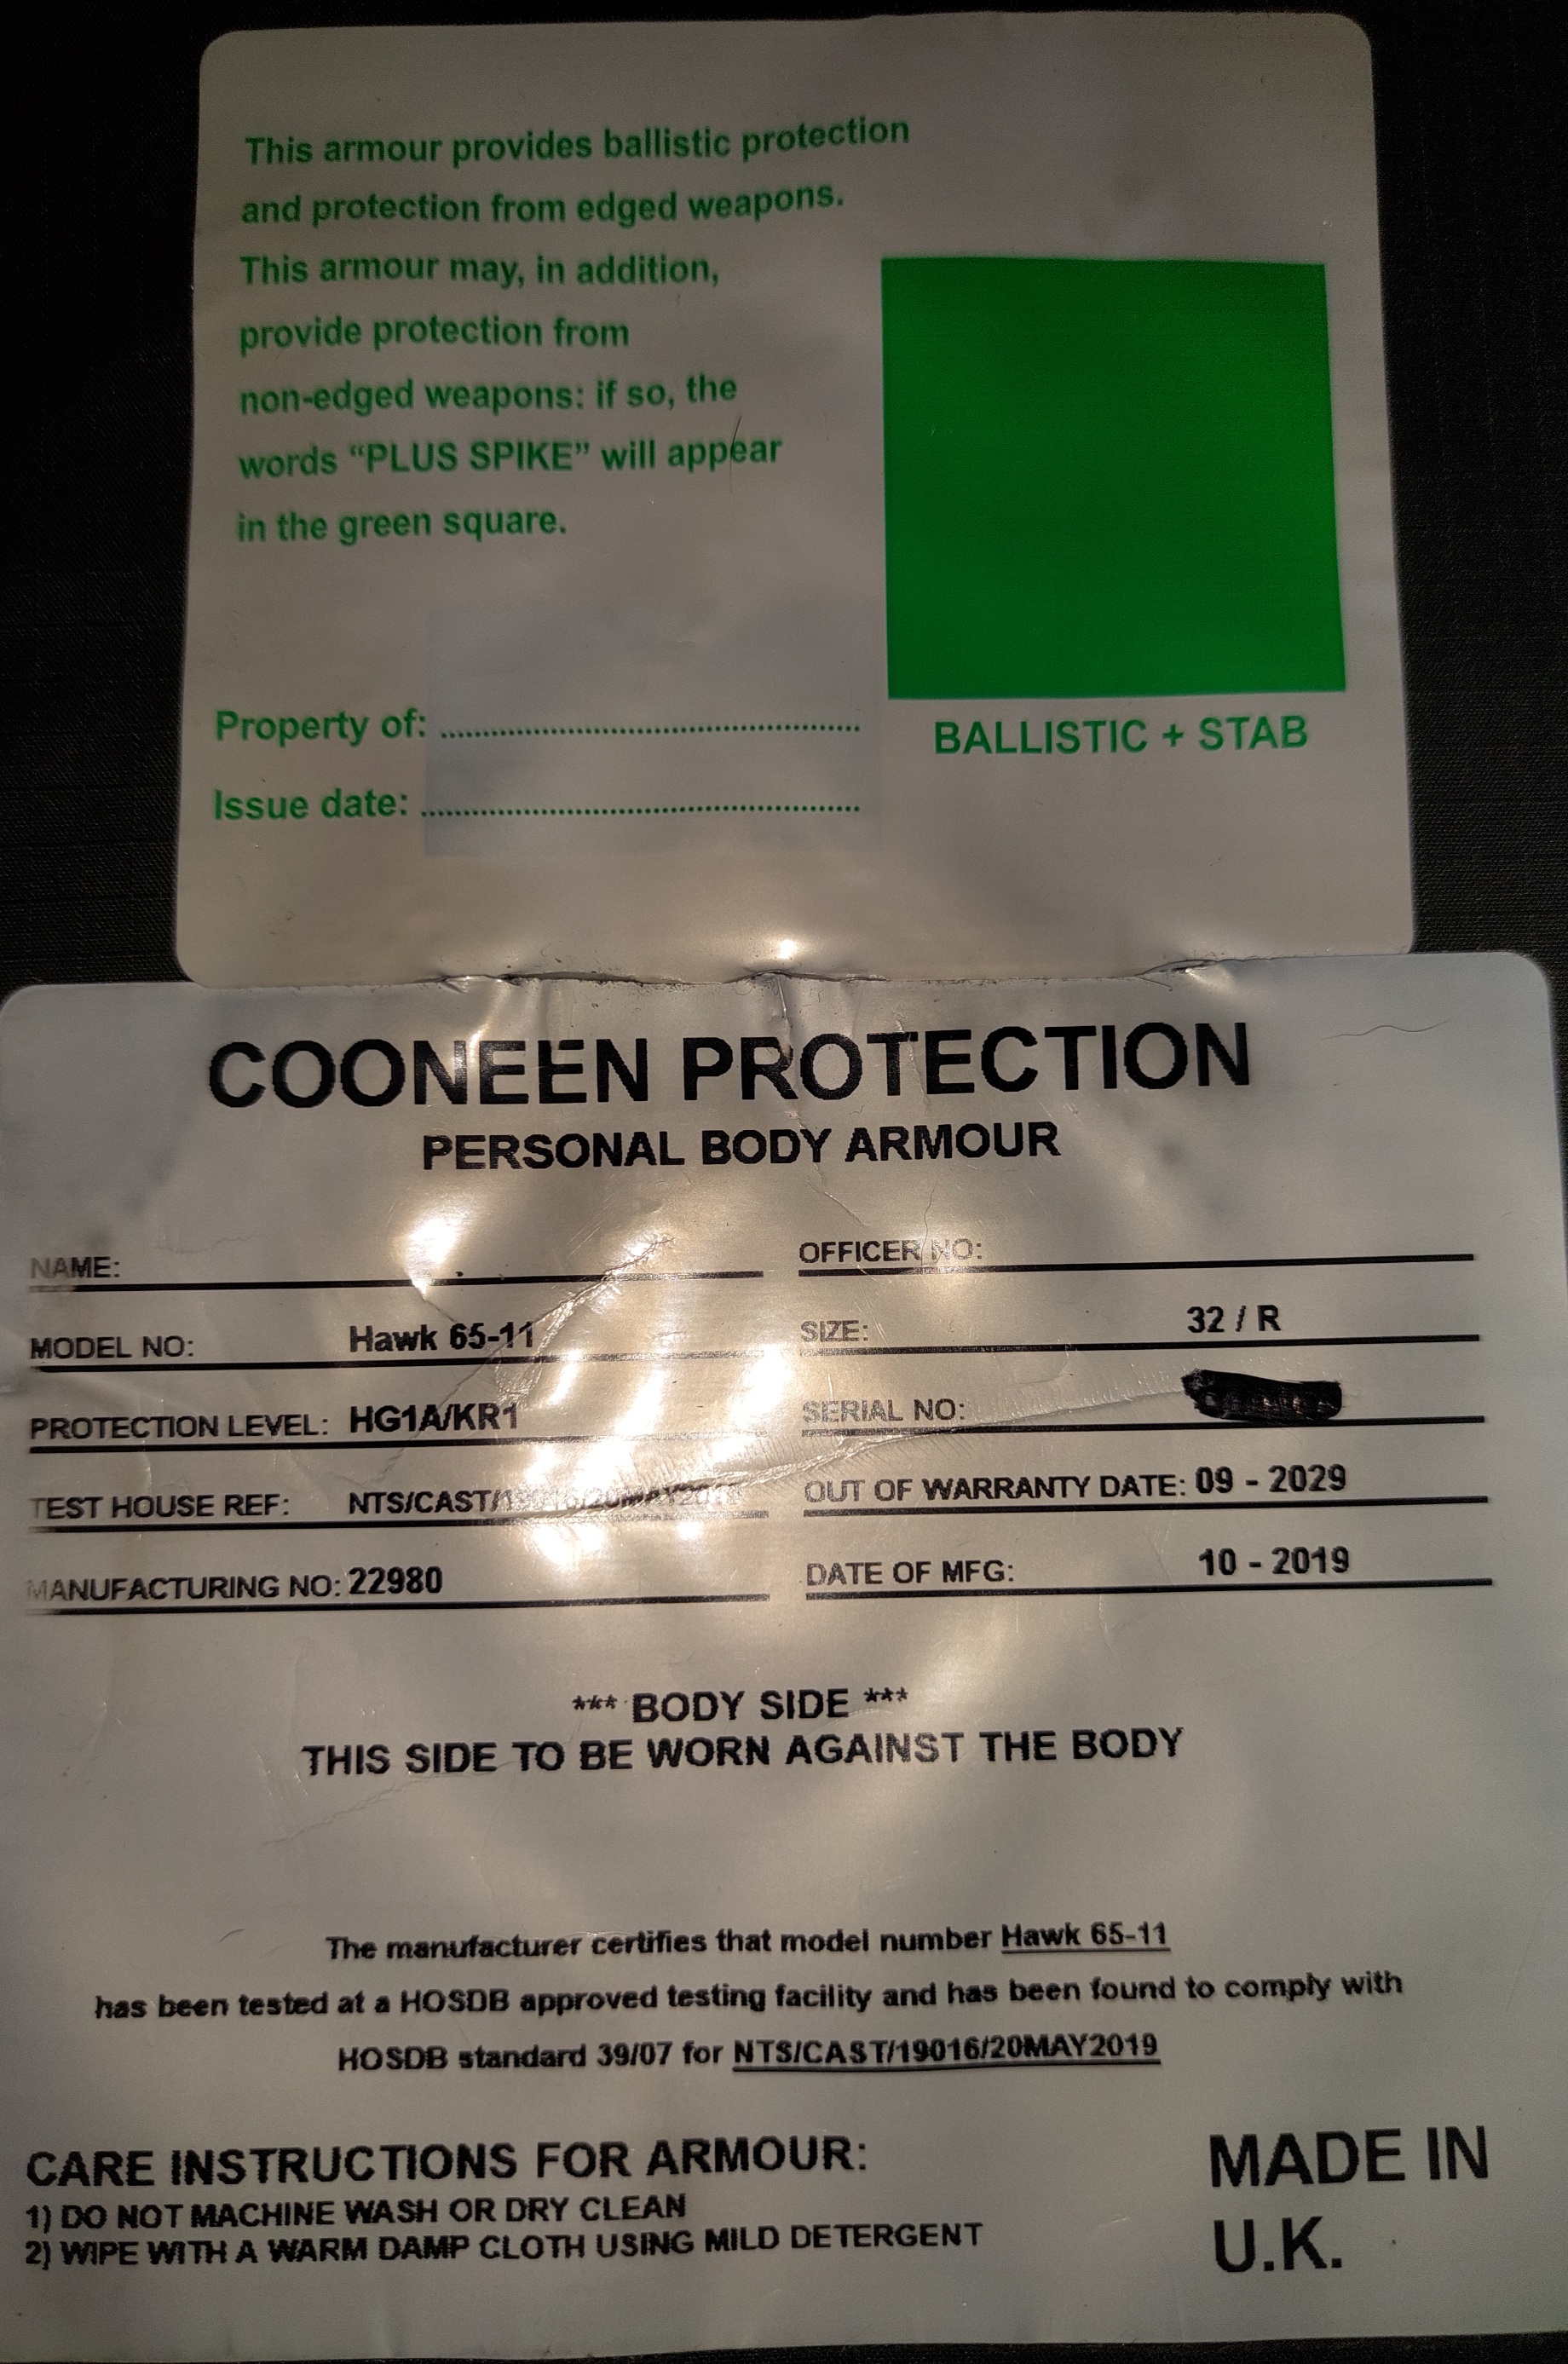 This armour provides ballistic protection
and protection from edged weapons.
This armour may, in addition,
provide protection from
non-edged weapons: if so, the
words “PLUS SPIKE” will appear
in the green square.
Property of: ........................................
Issue date: ..........................................
BALLISTIC + STAB
COONEEN PROTECTION
PERSONAL BODY ARMOUR
NAME:
OFFICER NO:
MODEL NO: Hawk 65-11
SIZE: 32 / R
PROTECTION LEVEL: HG1A/KR1
SERIAL NO:
TEST HOUSE REF: NTS/CAST/19016/20MAY2019
OUT OF WARRANTY DATE: 09 - 2029
MANUFACTURING NO: 22980
DATE OF MFG: 10 - 2019
*** BODY SIDE ***
THIS SIDE TO BE WORN AGAINST THE BODY
The manufacturer certifies that model number Hawk 65-11
has been tested at a HOSDB approved testing facility and has been found to comply with
HOSDB standard 39/07 for NTS/CAST/19016/20MAY2019
CARE INSTRUCTIONS FOR ARMOUR:
1) DO NOT MACHINE WASH OR DRY CLEAN
2) WIPE WITH A WARM DAMP CLOTH USING MILD DETERGENT
MADE IN
U.K.